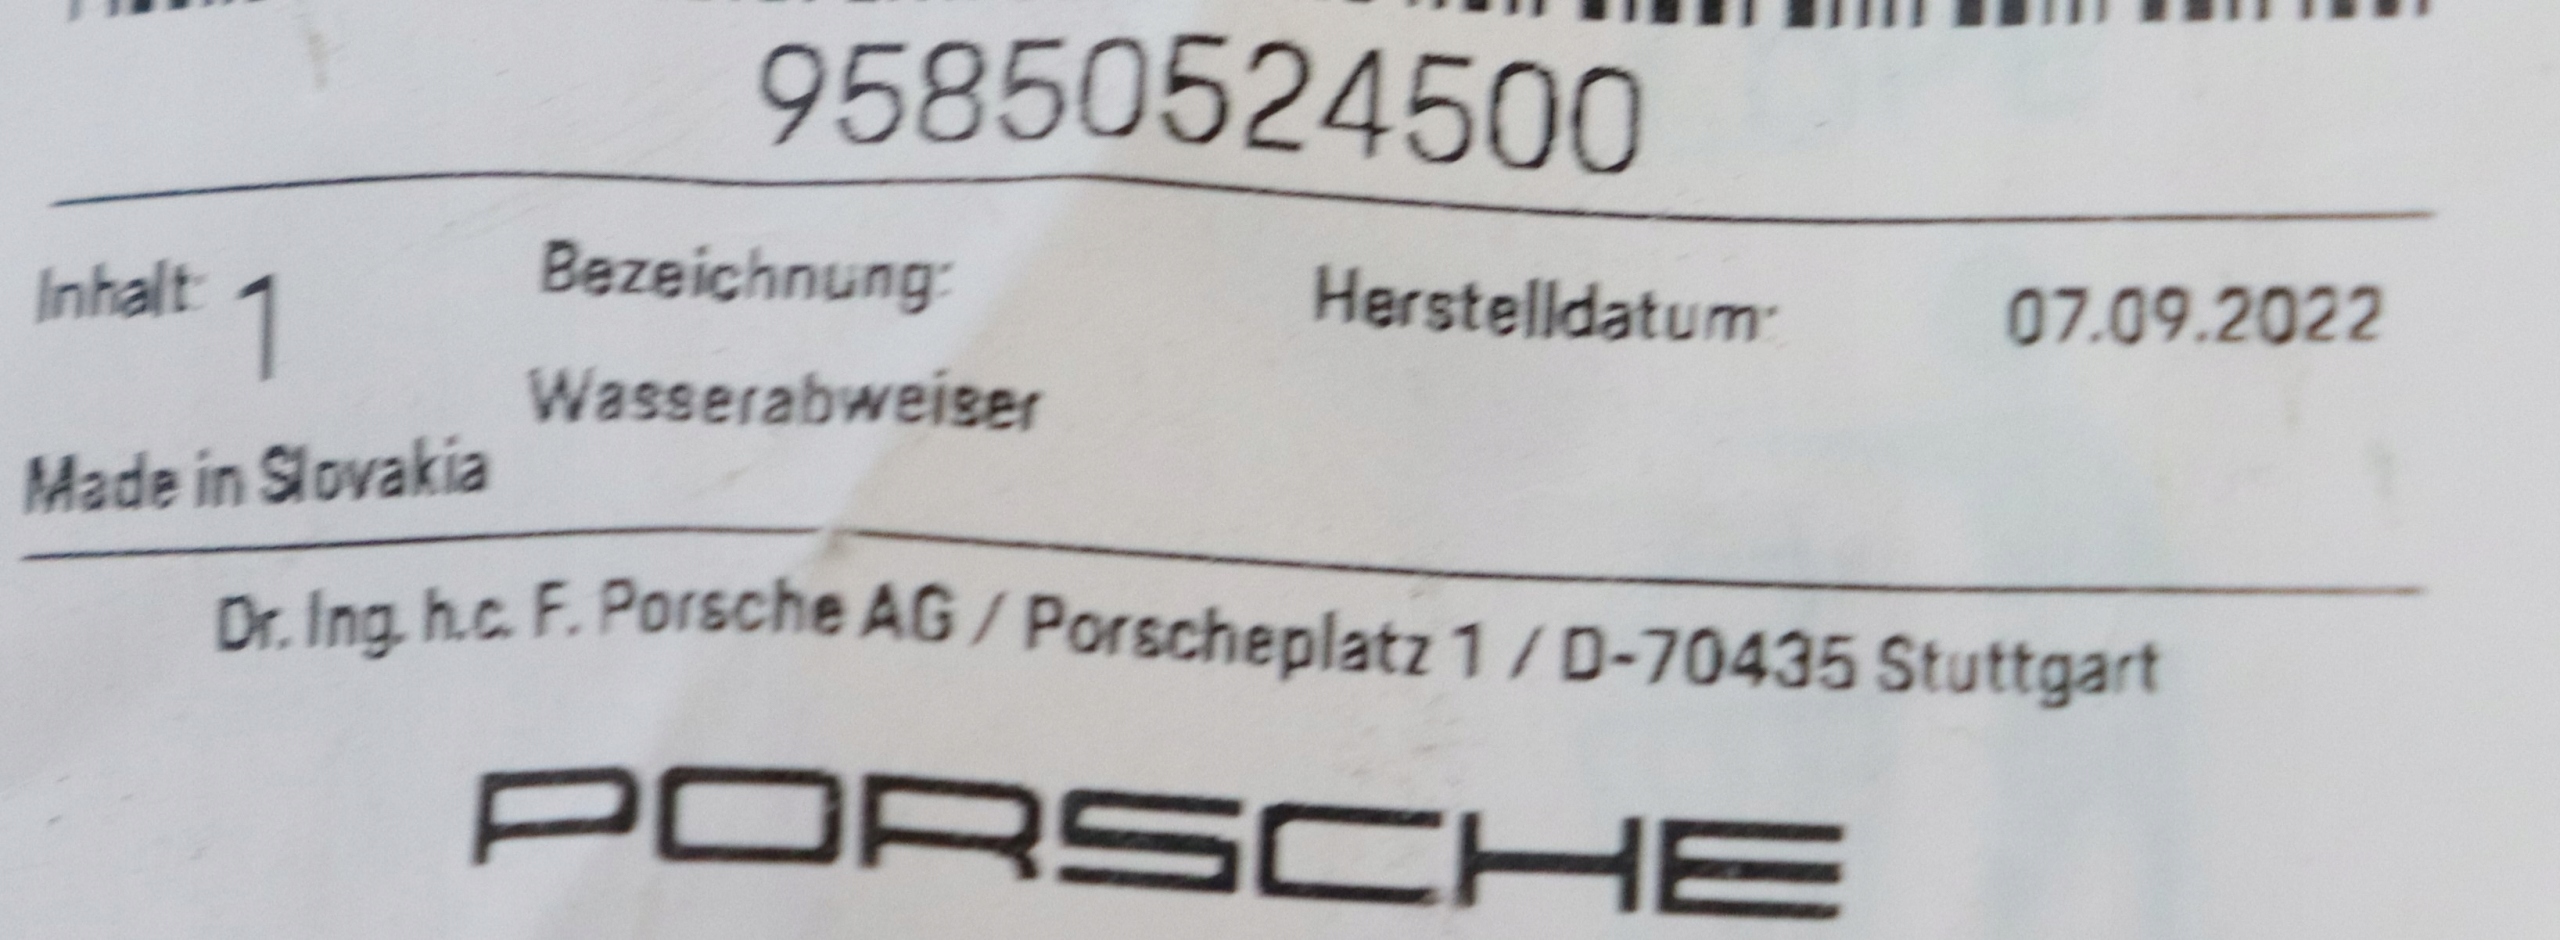 95850524500
Inhalt: 1 Bezeichnung: Herstelldatum: 07.09.2022
Wasserabweiser
Made in Slovakia
Dr. Ing. h.c. F. Porsche AG / Porscheplatz 1 / D-70435 Stuttgart
PORSCHE